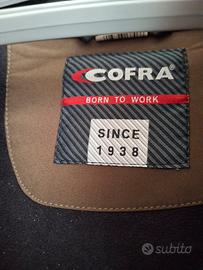 COFRA
BORN TO WORK
SINCE
1938
subito